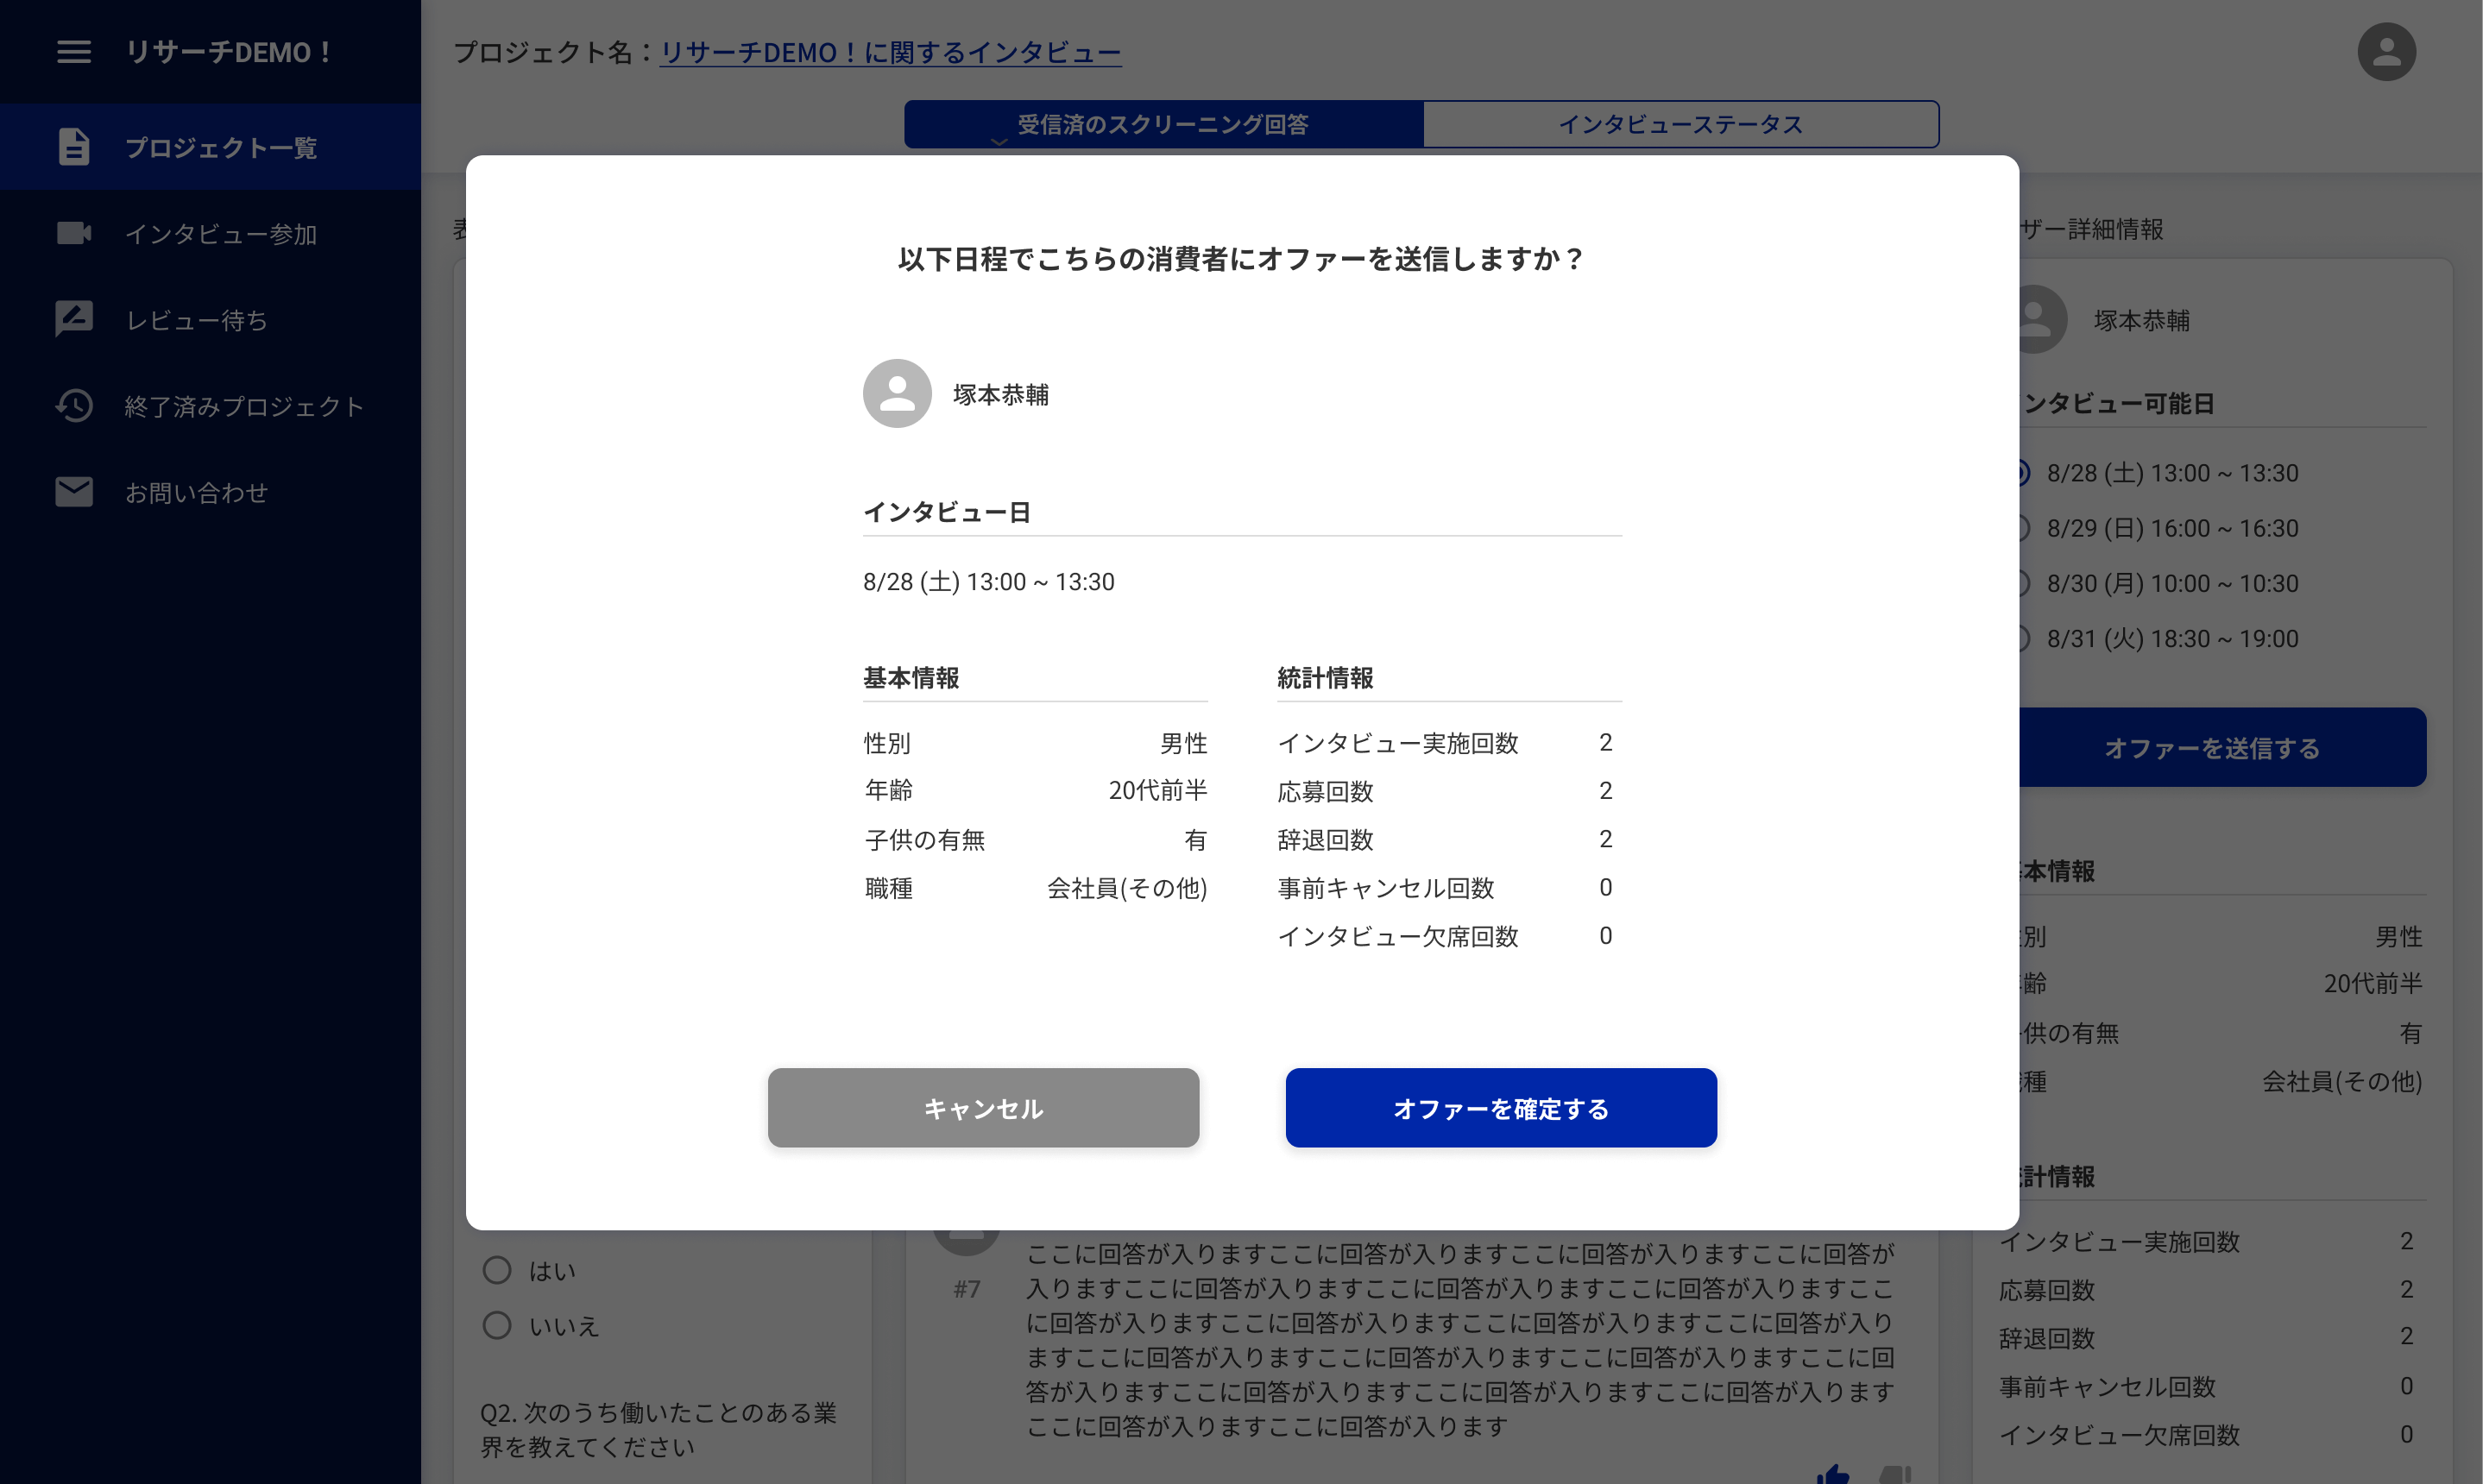 リサーチDEMO！
プロジェクト一覧
インタビュー参加
レビュー待ち
終了済みプロジェクト
お問い合わせ
プロジェクト名：リサーチDEMO！に関するインタビュー
受信済のスクリーニング回答
インタビューステータス
以下日程でこちらの消費者にオファーを送信しますか？
塚本恭輔
インタビュー日
8/28 (土) 13:00 ~ 13:30
基本情報
性別 男性
年齢 20代前半
子供の有無 有
職種 会社員(その他)
統計情報
インタビュー実施回数 2
応募回数 2
辞退回数 2
事前キャンセル回数 0
インタビュー欠席回数 0
キャンセル
オファーを確定する
はい
いいえ
Q2. 次のうち働いたことのある業
界を教えてください
#7
ここに回答が入りますここに回答が入りますここに回答が入りますここに回答が
入りますここに回答が入りますここに回答が入りますここに回答が入りますここ
に回答が入りますここに回答が入りますここに回答が入りますここに回答が入り
ますここに回答が入りますここに回答が入りますここに回答が入りますここに回
答が入りますここに回答が入りますここに回答が入りますここに回答が入ります
ここに回答が入りますここに回答が入ります
ザー詳細情報
塚本恭輔
ンタビュー可能日
8/28 (土) 13:00 ~ 13:30
8/29 (日) 16:00 ~ 16:30
8/30 (月) 10:00 ~ 10:30
8/31 (火) 18:30 ~ 19:00
オファーを送信する
本情報
別 男性
齢 20代前半
供の有無 有
種 会社員(その他)
計情報
インタビュー実施回数 2
応募回数 2
辞退回数 2
事前キャンセル回数 0
インタビュー欠席回数 0